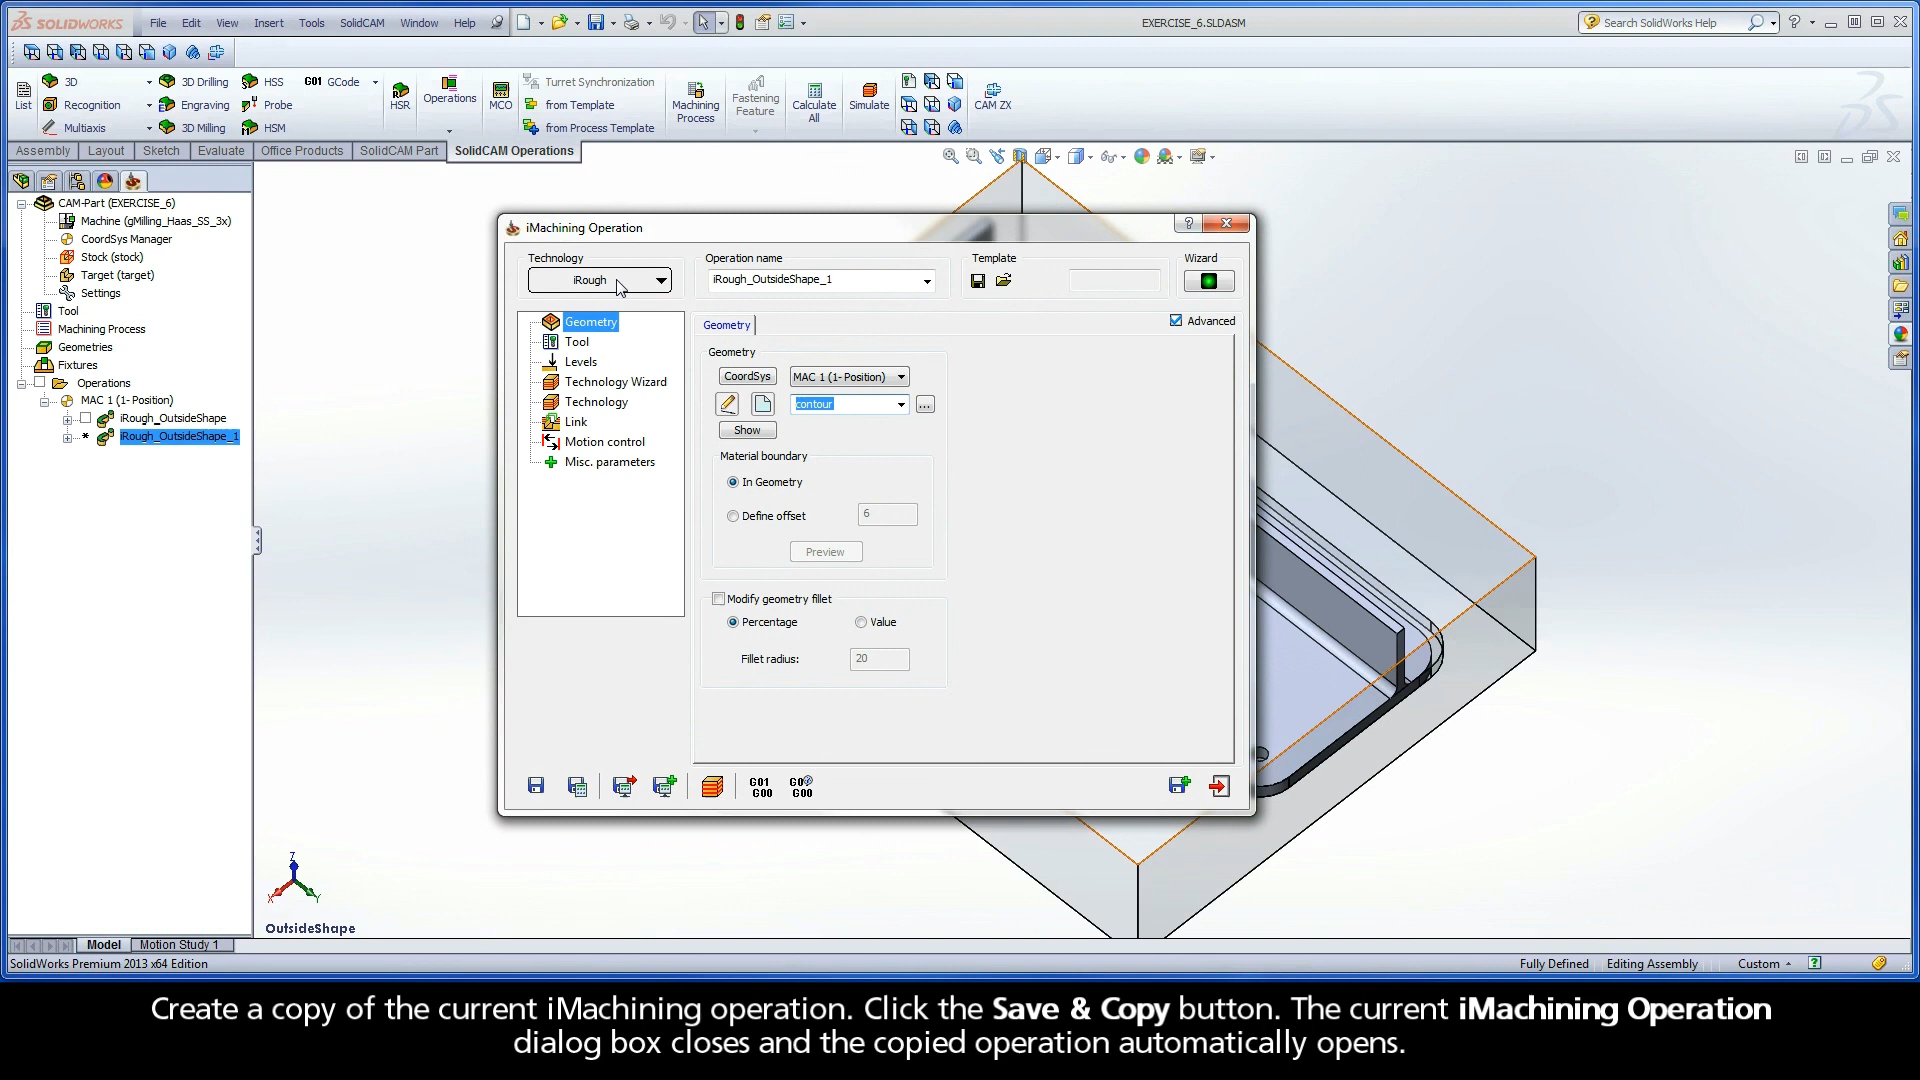 SOLIDWORKS File Edit View Insert Tools SolidCAM Window Help EXERCISE_6.SLDASM Search SolidWorks Help
3D 3D Drilling HSS G01 GCode Turret Synchronization
List Recognition Engraving Probe HSR Operations MCO from Template Machining Process Fastening Feature Calculate All Simulate CAM ZX
Multiaxis 3D Milling HSM from Process Template
Assembly Layout Sketch Evaluate Office Products SolidCAM Part SolidCAM Operations
CAM-Part (EXERCISE_6)
Machine (gMilling_Haas_SS_3x)
CoordSys Manager
Stock (stock)
Target (target)
Settings
Tool
Machining Process
Geometries
Fixtures
Operations
MAC 1 (1- Position)
iRough_OutsideShape
* iRough_OutsideShape_1
iMachining Operation
Technology Operation name Template Wizard
iRough iRough_OutsideShape_1
Geometry
Tool
Levels
Technology Wizard
Technology
Link
Motion control
Misc. parameters
Geometry Advanced
Geometry
CoordSys MAC 1 (1- Position)
contour ...
Show
Material boundary
In Geometry
Define offset 6
Preview
Modify geometry fillet
Percentage Value
Fillet radius: 20
G01 G00
G00
Z
X Y
OutsideShape
Model Motion Study 1
SolidWorks Premium 2013 x64 Edition Fully Defined Editing Assembly Custom
Create a copy of the current iMachining operation. Click the Save & Copy button. The current iMachining Operation
dialog box closes and the copied operation automatically opens.